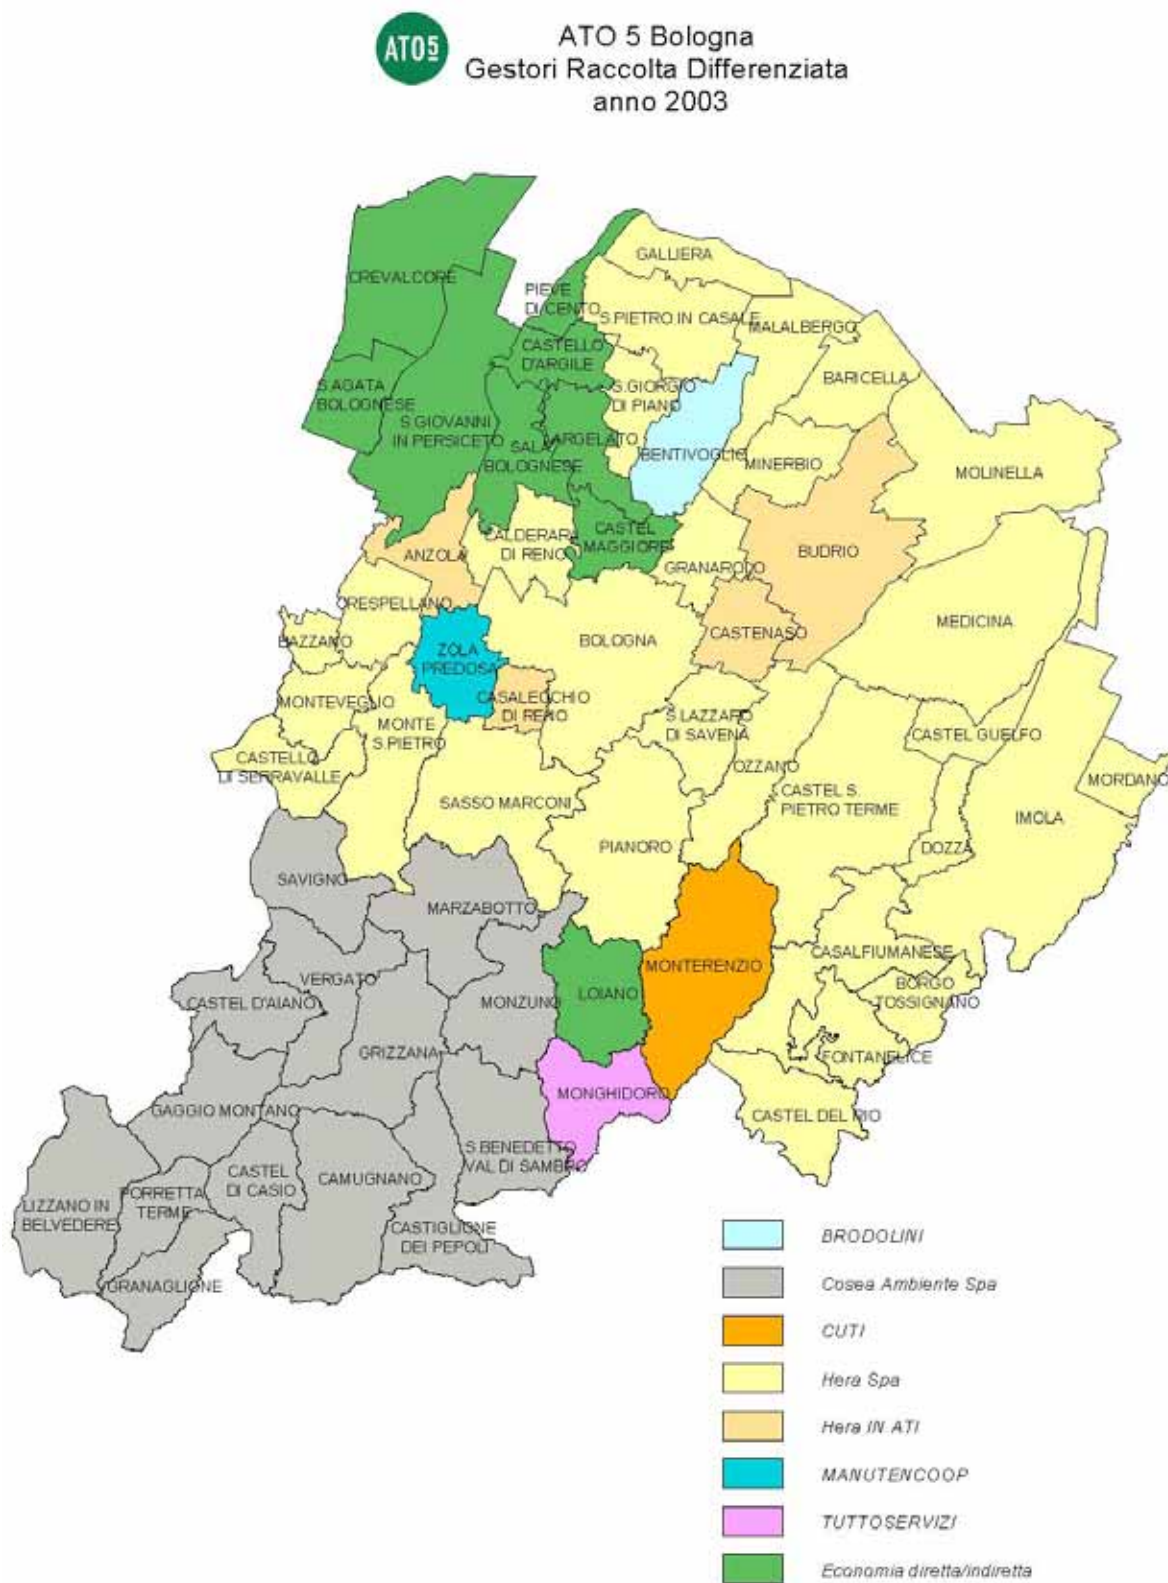 ATO5
ATO 5 Bologna
Gestori Raccolta Differenziata
anno 2003
GALLIERA
CREVALCORE
PIEVE
DI CENTO
S.PIETRO IN CASALE
MALALBERGO
CASTELLO
D'ARGILE
BARICELLA
S.AGATA
BOLOGNESE
S.GIORGIO
DI PIANO
S.GIOVANNI
IN PERSICETO
SALA
BOLOGNESE
ARGELATO
BENTIVOGLIO
MINERBIO
MOLINELLA
CALDERARA
DI RENO
CASTEL
MAGGIORE
ANZOLA
BUDRIO
GRANAROLO
CRESPELLANO
BAZZANO
BOLOGNA
CASTENASO
MEDICINA
ZOLA
PREDOSA
MONTEVEGLIO
CASALECCHIO
DI RENO
MONTE
S.PIETRO
S.LAZZARO
DI SAVENA
CASTEL GUELFO
CASTELLO
DI SERRAVALLE
OZZANO
MORDANO
SASSO MARCONI
CASTEL S.
PIETRO TERME
IMOLA
PIANORO
DOZZA
SAVIGNO
MARZABOTTO
CASALFIUMANESE
VERGATO
MONTERENZIO
BORGO
TOSSIGNANO
CASTEL D'AIANO
MONZUNO
LOIANO
GRIZZANA
FONTANELICE
MONGHIDORO
GAGGIO MONTANO
CASTEL DEL RIO
S.BENEDETTO
VAL DI SAMBRO
CASTEL
DI CASIO
CAMUGNANO
LIZZANO IN
BELVEDERE
PORRETTA
TERME
CASTIGLIONE
DEI PEPOLI
GRANAGLIONE
BRODOLINI
Cosea Ambiente Spa
CUTI
Hera Spa
Hera IN ATI
MANUTENCOOP
TUTTOSERVIZI
Economia diretta/indiretta